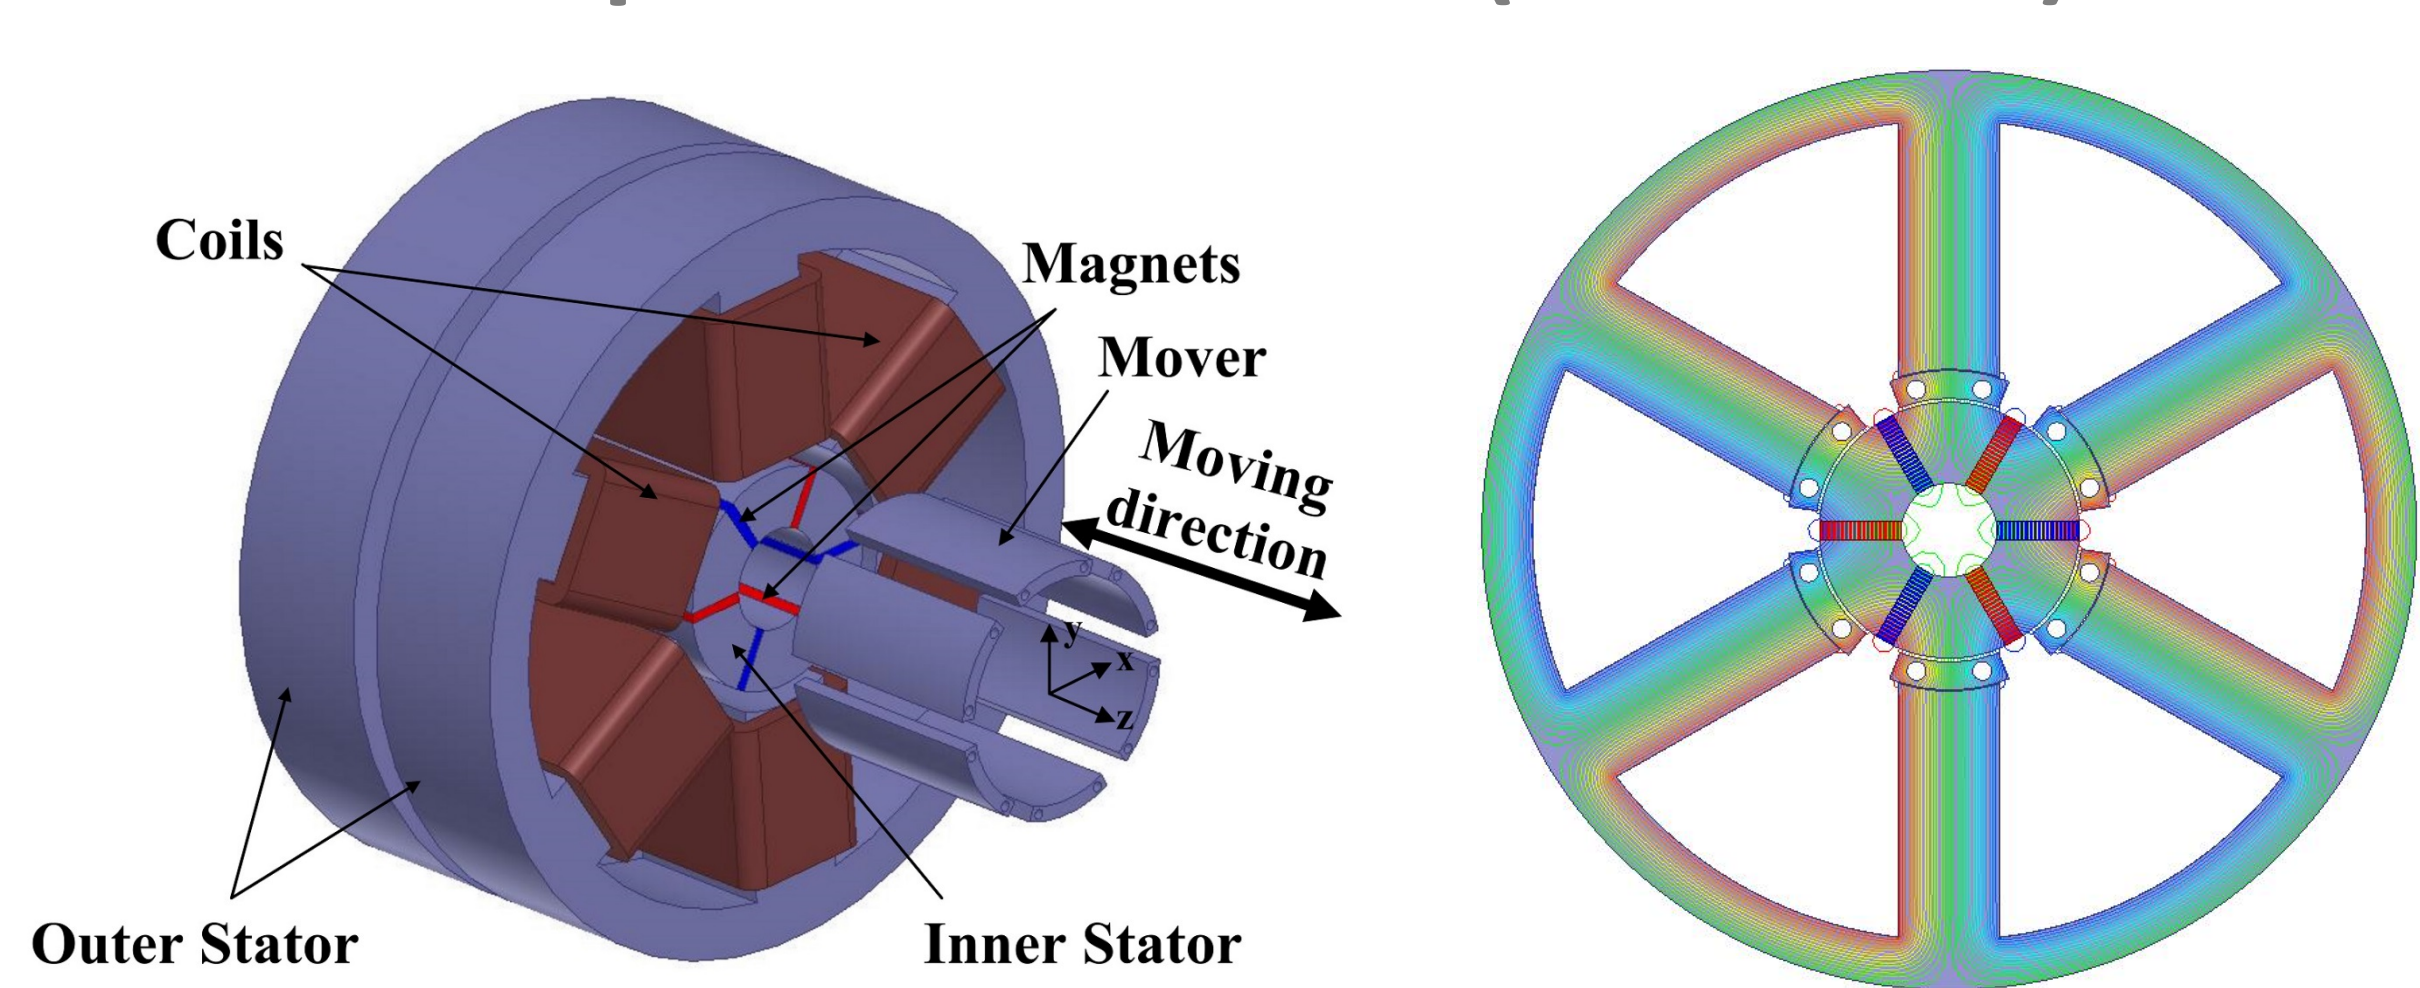 Coils
Magnets
Mover
Moving
direction
y
x
z
Outer Stator
Inner Stator